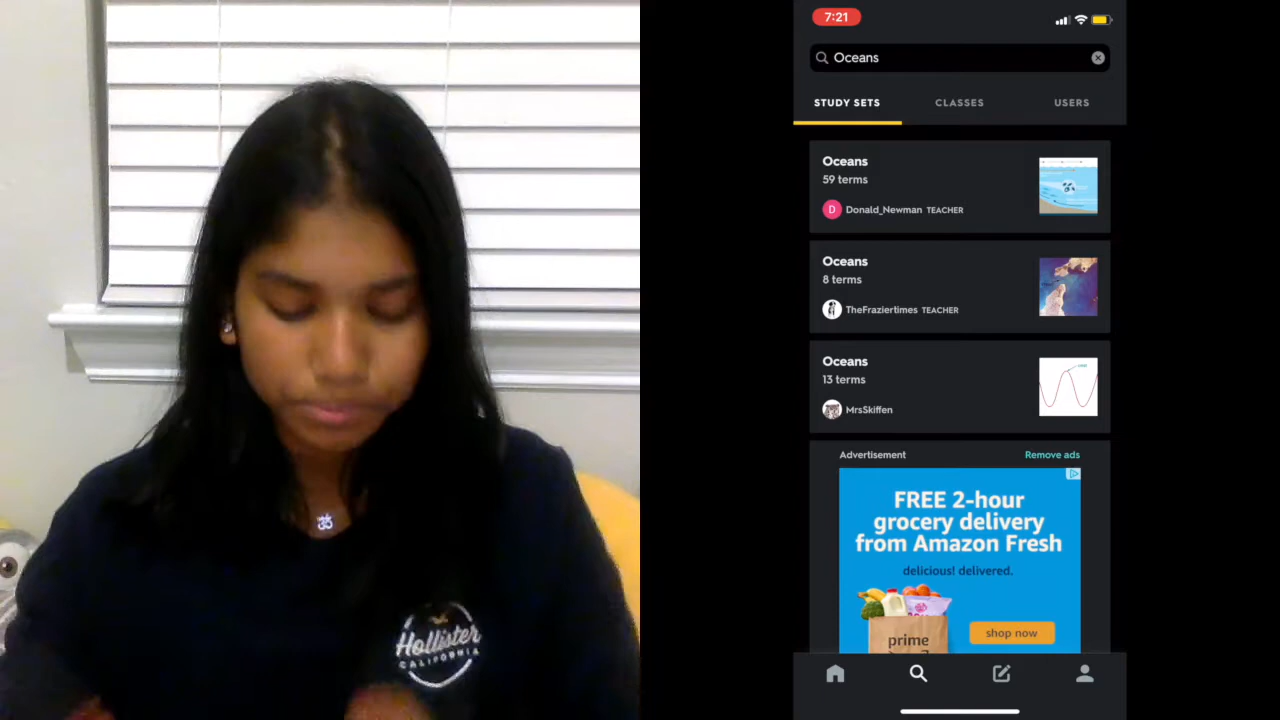 7:21
Oceans
STUDY SETS CLASSES USERS
Oceans
59 terms
D Donald_Newman TEACHER
Oceans
8 terms
TheFraziertimes TEACHER
Oceans
13 terms
MrsSkiffen
Advertisement Remove ads
FREE 2-hour
grocery delivery
from Amazon Fresh
delicious! delivered.
prime
shop now
Hollister
CALIFORNIA